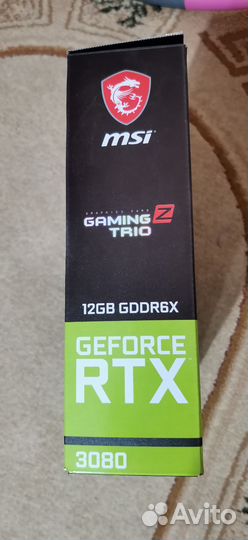 msi
GRAPHICS CARD
GAMING Z
TRIO
12GB GDDR6X
GEFORCE
RTX
3080
Avito